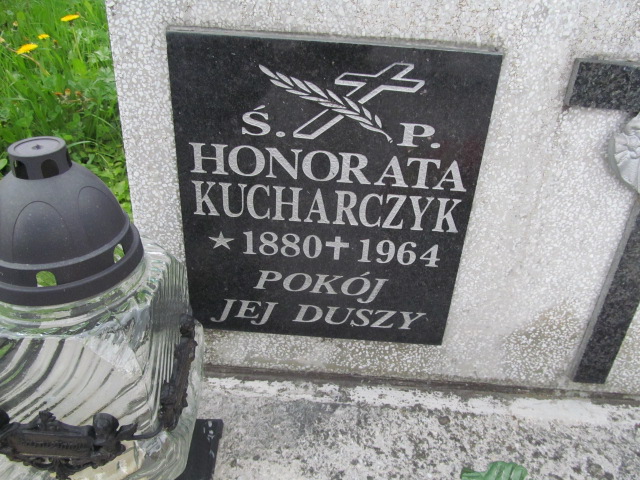 Ś. P.
HONORATA
KUCHARCZYK
★ 1880 ✝ 1964
POKÓJ
JEJ DUSZY